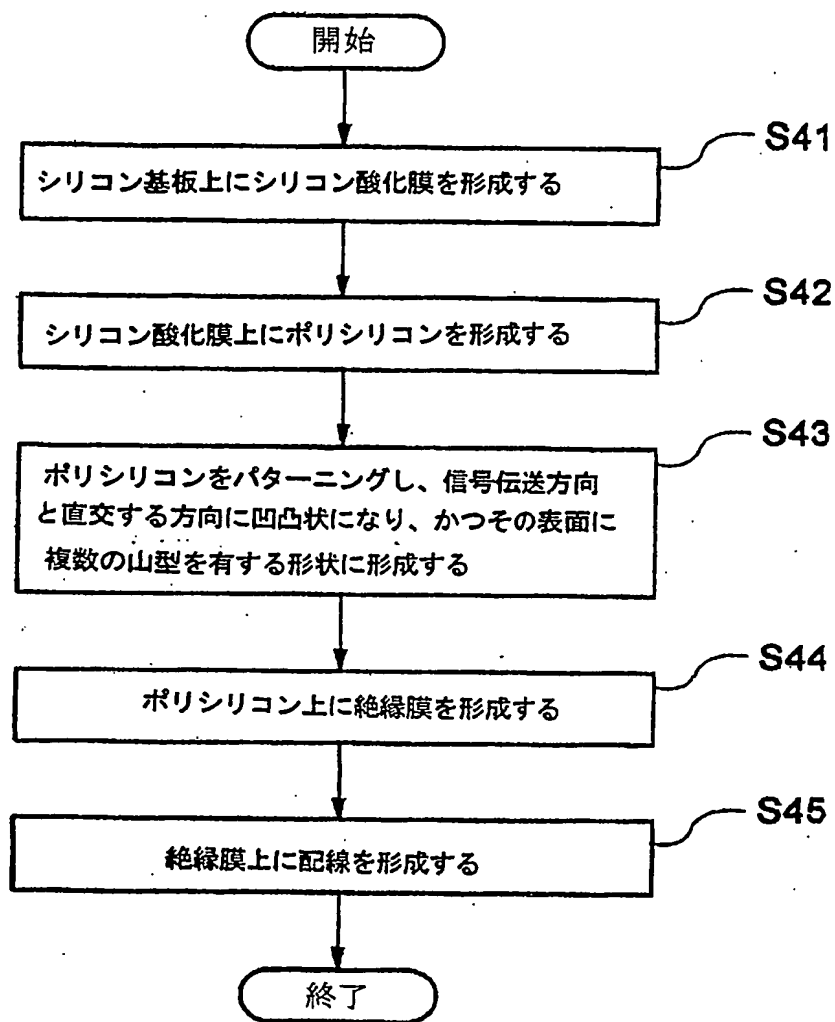 開始
S41
シリコン基板上にシリコン酸化膜を形成する
S42
シリコン酸化膜上にポリシリコンを形成する
S43
ポリシリコンをパターニングし、信号伝送方向
と直交する方向に凹凸状になり、かつその表面に
複数の山型を有する形状に形成する
S44
ポリシリコン上に絶縁膜を形成する
S45
絶縁膜上に配線を形成する
終了